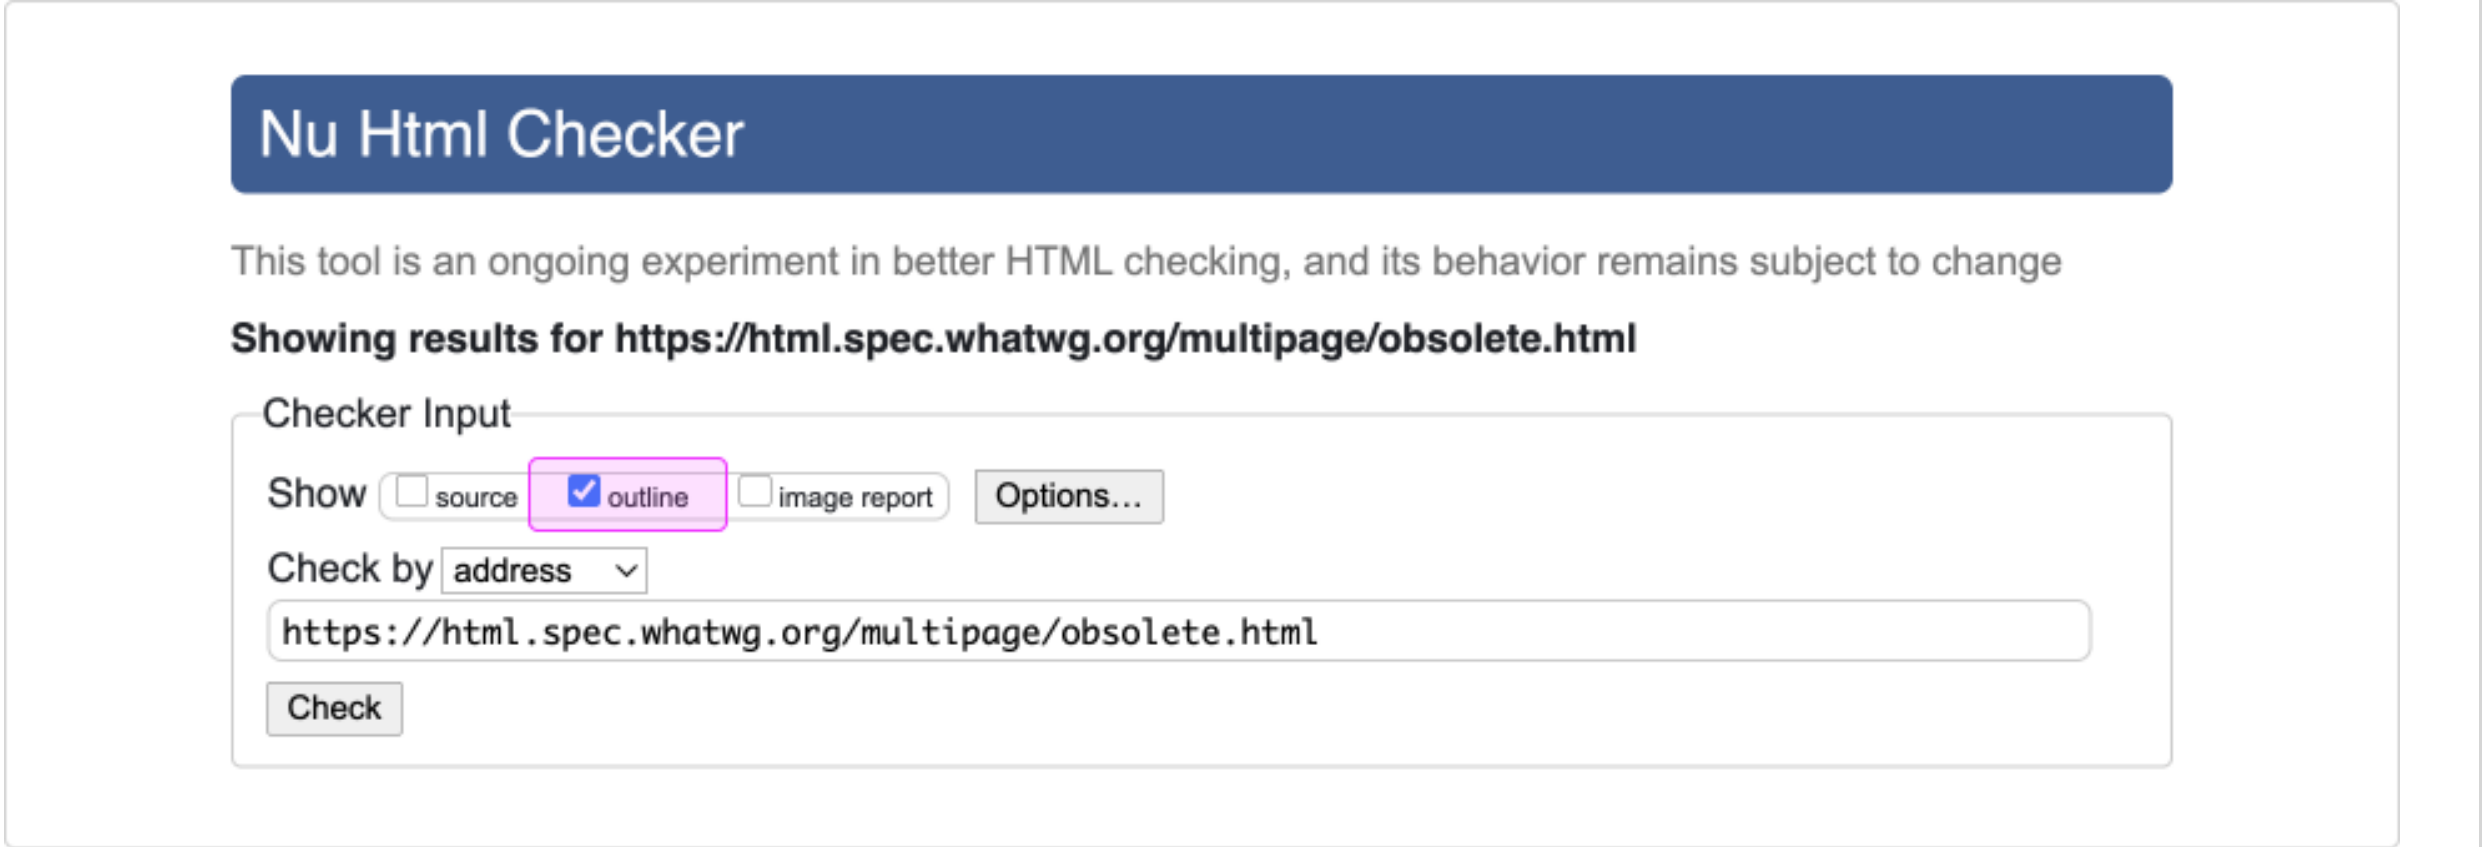 Nu Html Checker
This tool is an ongoing experiment in better HTML checking, and its behavior remains subject to change
Showing results for https://html.spec.whatwg.org/multipage/obsolete.html
Checker Input
Show source outline image report Options...
Check by address
https://html.spec.whatwg.org/multipage/obsolete.html
Check